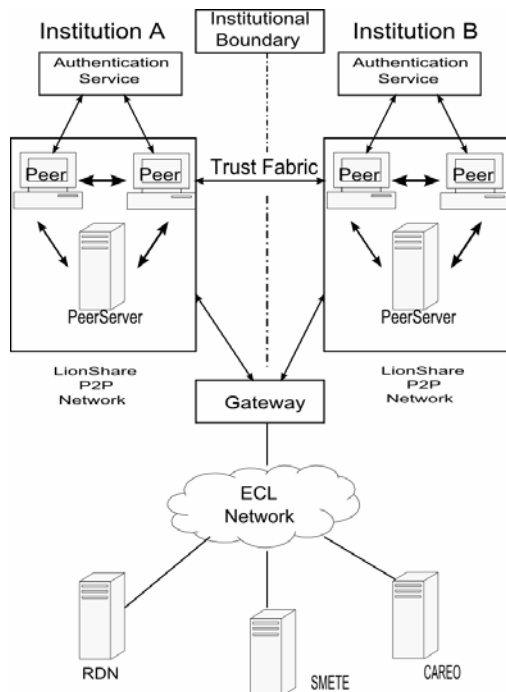 Institution A
Institutional
Boundary
Institution B
Authentication
Service
Authentication
Service
Peer
Peer
Trust Fabric
Peer
Peer
PeerServer
PeerServer
LionShare
P2P
Network
LionShare
P2P
Network
Gateway
ECL
Network
RDN
SMETE
CAREO